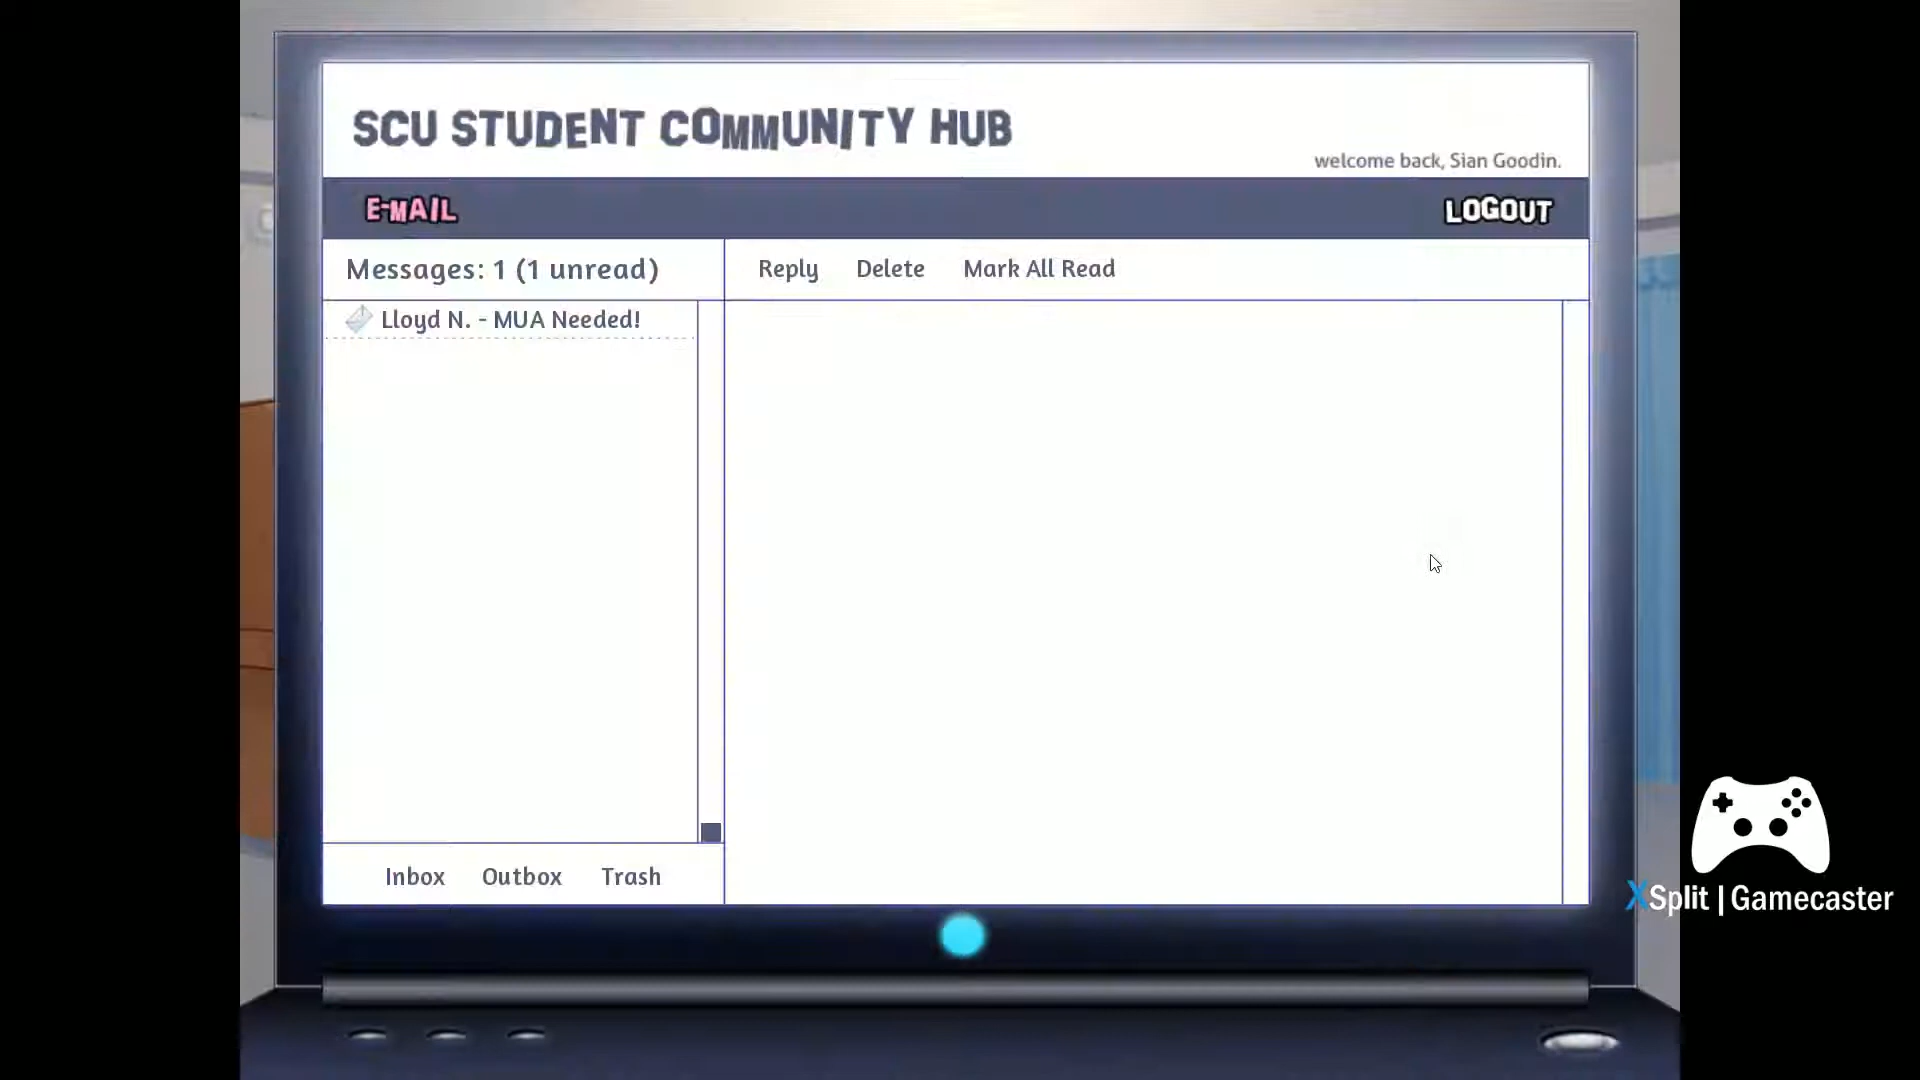 SCU STUDENT COMMUNITY HUB
welcome back, Sian Goodin.
E-MAIL
LOGOUT
Messages: 1 (1 unread)
Reply Delete Mark All Read
Lloyd N. - MUA Needed!
Inbox Outbox Trash
XSplit | Gamecaster